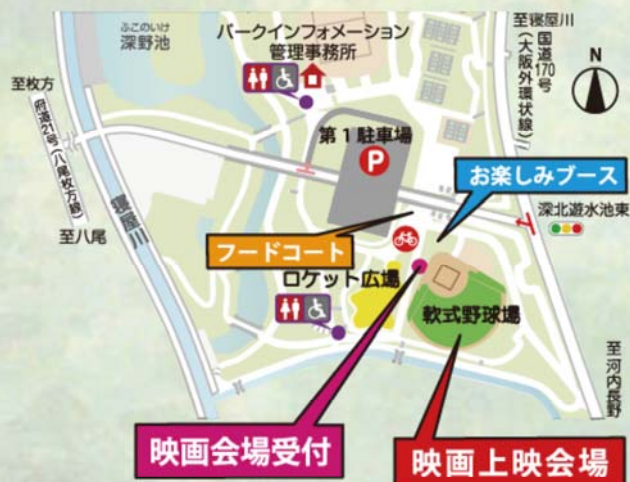 ふこのいけ
深野池
パークインフォメーション
管理事務所
至寝屋川
国道170号
(大阪外環状線)
N
至枚方
府道21号(八尾枚方線)
第1駐車場
P
お楽しみブース
深北遊水池東
寝屋川
至八尾
フードコート
ロケット広場
軟式野球場
至河内長野
映画会場受付
映画上映会場